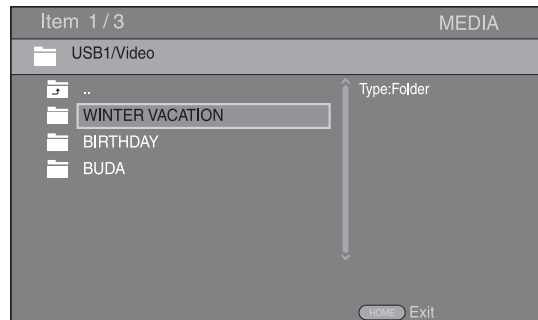 Item 1/3 MEDIA
USB1/Video
.. Type:Folder
WINTER VACATION
BIRTHDAY
BUDA
HOME Exit